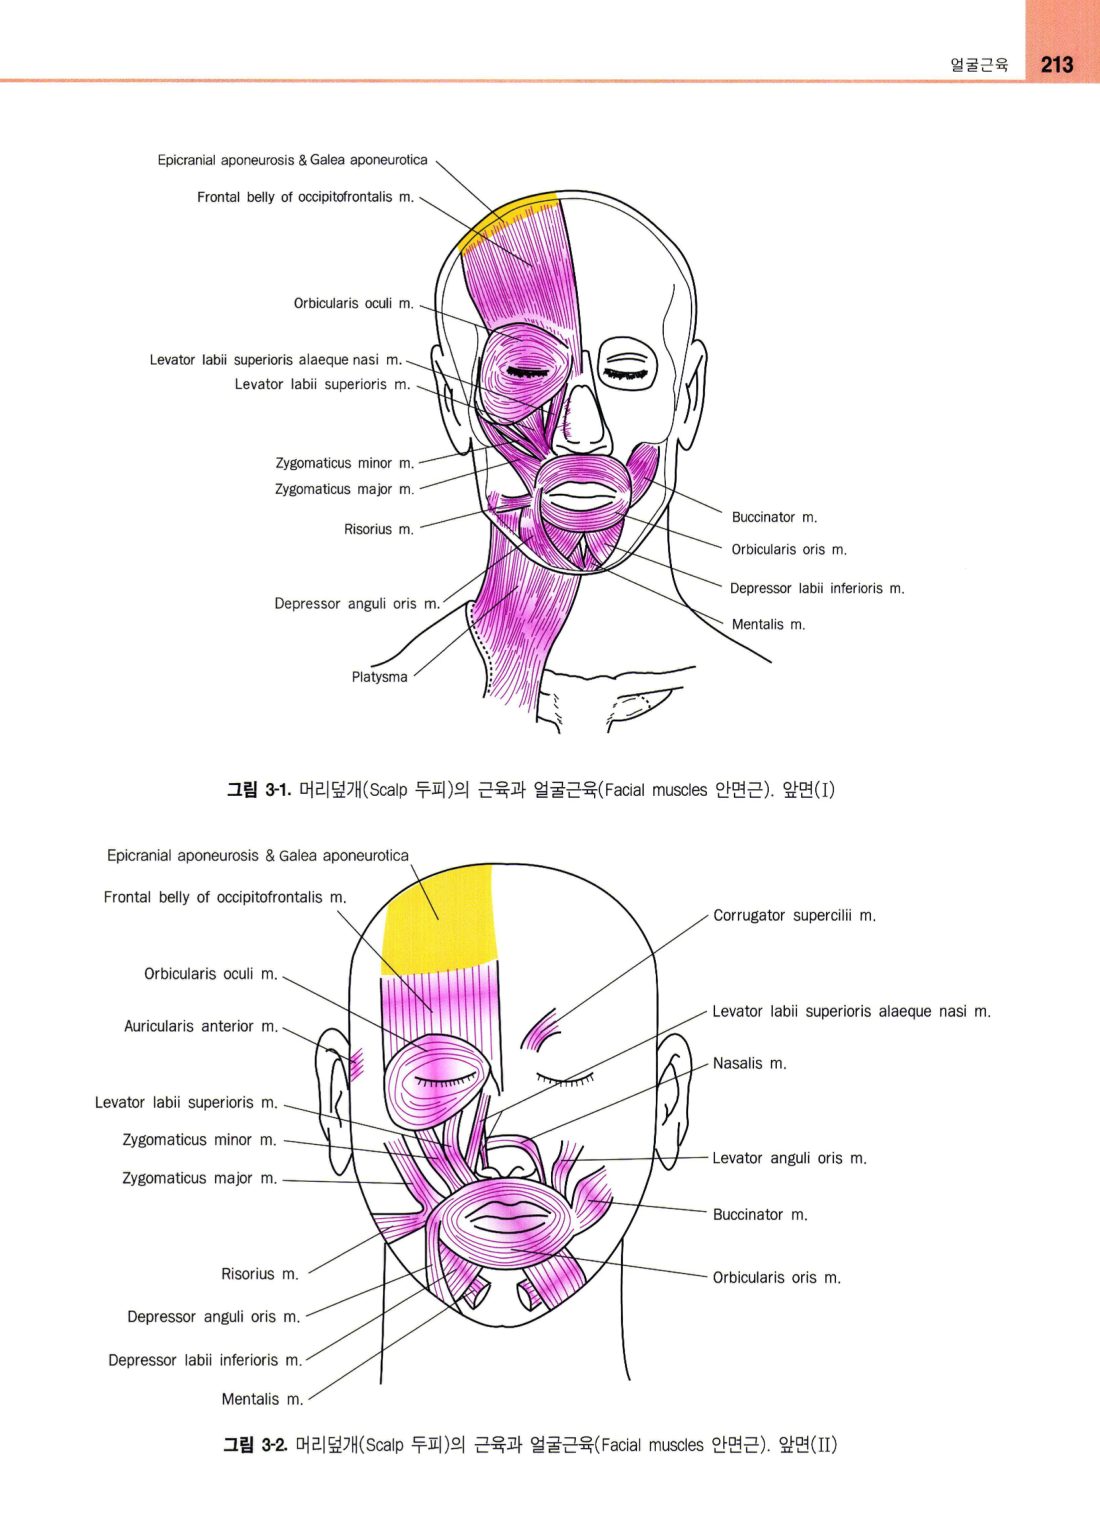 얼굴근육 213
Epicranial aponeurosis & Galea aponeurotica
Frontal belly of occipitofrontalis m.
Orbicularis oculi m.
Levator labii superioris alaeque nasi m.
Levator labii superioris m.
Zygomaticus minor m.
Zygomaticus major m.
Risorius m.
Depressor anguli oris m.
Platysma
Buccinator m.
Orbicularis oris m.
Depressor labii inferioris m.
Mentalis m.
그림 3-1. 머리덮개(Scalp 두피)의 근육과 얼굴근육(Facial muscles 안면근). 앞면(I)
Epicranial aponeurosis & Galea aponeurotica
Frontal belly of occipitofrontalis m.
Orbicularis oculi m.
Auricularis anterior m.
Levator labii superioris m.
Zygomaticus minor m.
Zygomaticus major m.
Risorius m.
Depressor anguli oris m.
Depressor labii inferioris m.
Mentalis m.
Corrugator supercilii m.
Levator labii superioris alaeque nasi m.
Nasalis m.
Levator anguli oris m.
Buccinator m.
Orbicularis oris m.
그림 3-2. 머리덮개(Scalp 두피)의 근육과 얼굴근육(Facial muscles 안면근). 앞면(II)